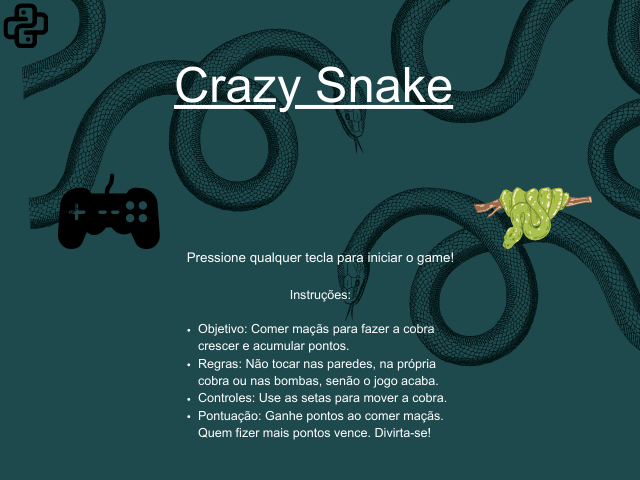 Crazy Snake
Pressione qualquer tecla para iniciar o game!
Instruções:
• Objetivo: Comer maçãs para fazer a cobra
crescer e acumular pontos.
• Regras: Não tocar nas paredes, na própria
cobra ou nas bombas, senão o jogo acaba.
• Controles: Use as setas para mover a cobra.
• Pontuação: Ganhe pontos ao comer maçãs.
Quem fizer mais pontos vence. Divirta-se!